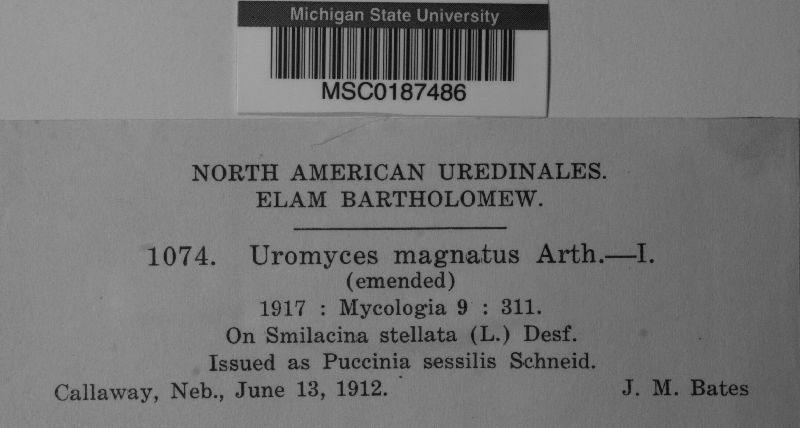 Michigan State University
MSC0187486
NORTH AMERICAN UREDINALES.
ELAM BARTHOLOMEW.
1074. Uromyces magnatus Arth.—I.
(emended)
1917 : Mycologia 9 : 311.
On Smilacina stellata (L.) Desf.
Issued as Puccinia sessilis Schneid.
Callaway, Neb., June 13, 1912. J. M. Bates